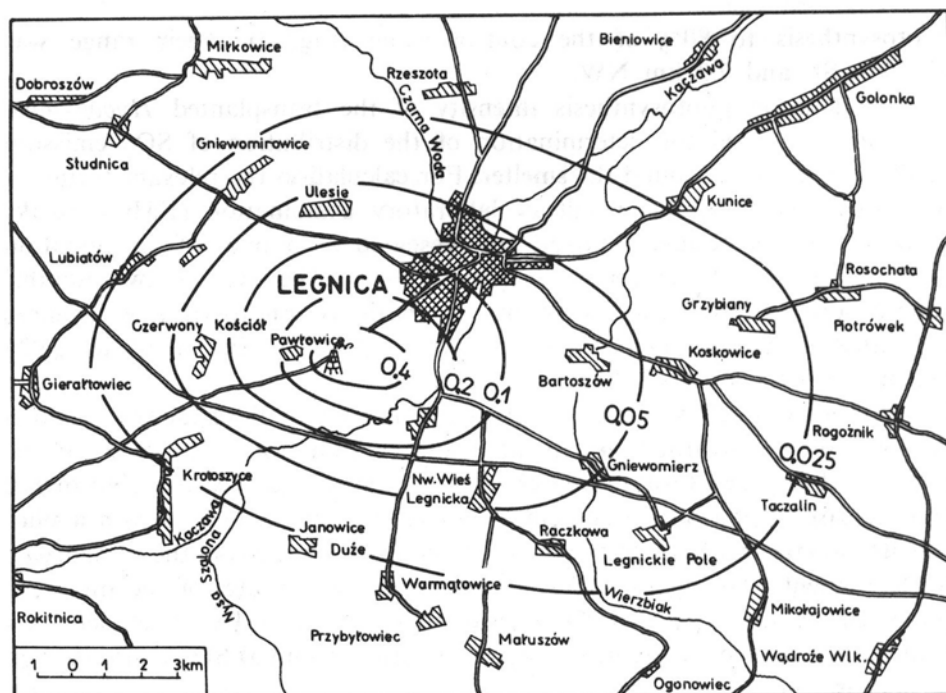 Bieniowice
Miłkowice
Rzeszota
Kaczawa
Dobroszów
Czarna Woda
Golonka
Gniewomirowice
Studnica
Ulesie
Kunice
Lubiatów
LEGNICA
Rosochata
Grzybiany
Czerwony Kościół
Piotrówek
Pawłowice
Koskowice
0.4
Bartoszów
Gierałtowiec
0.2 0.1
0.05
Rogoźnik
0.025
Gniewomierz
Krotoszyce
Nw. Wieś
Legnicka
Taczalin
Kaczawa
Janowice
Duże
Raczkowa
Legnickie Pole
Nysa Szalona
Warmątowice
Wierzbiak
Mikołajowice
Rokitnica
Przybyłowiec
Małuszów
Wądroże Wlk.
1 0 1 2 3km
Ogonowiec